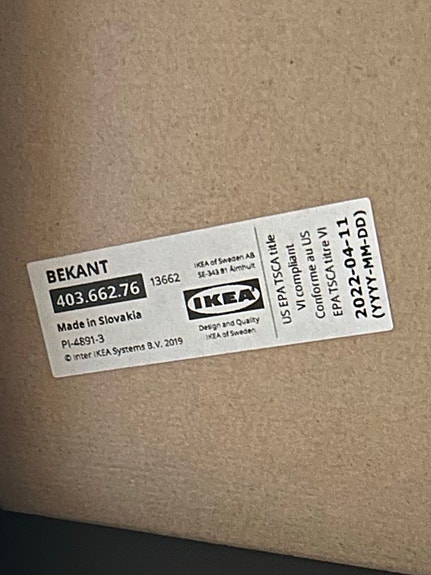 BEKANT
403.662.76 13662
Made in Slovakia
PI-4891-3
© Inter IKEA Systems B.V. 2019
IKEA of Sweden AB
SE-343 81 Älmhult
IKEA
Design and Quality
IKEA of Sweden
US EPA TSCA title
VI compliant
Conforme au US
EPA TSCA titre VI
2022-04-11
(YYYY-MM-DD)